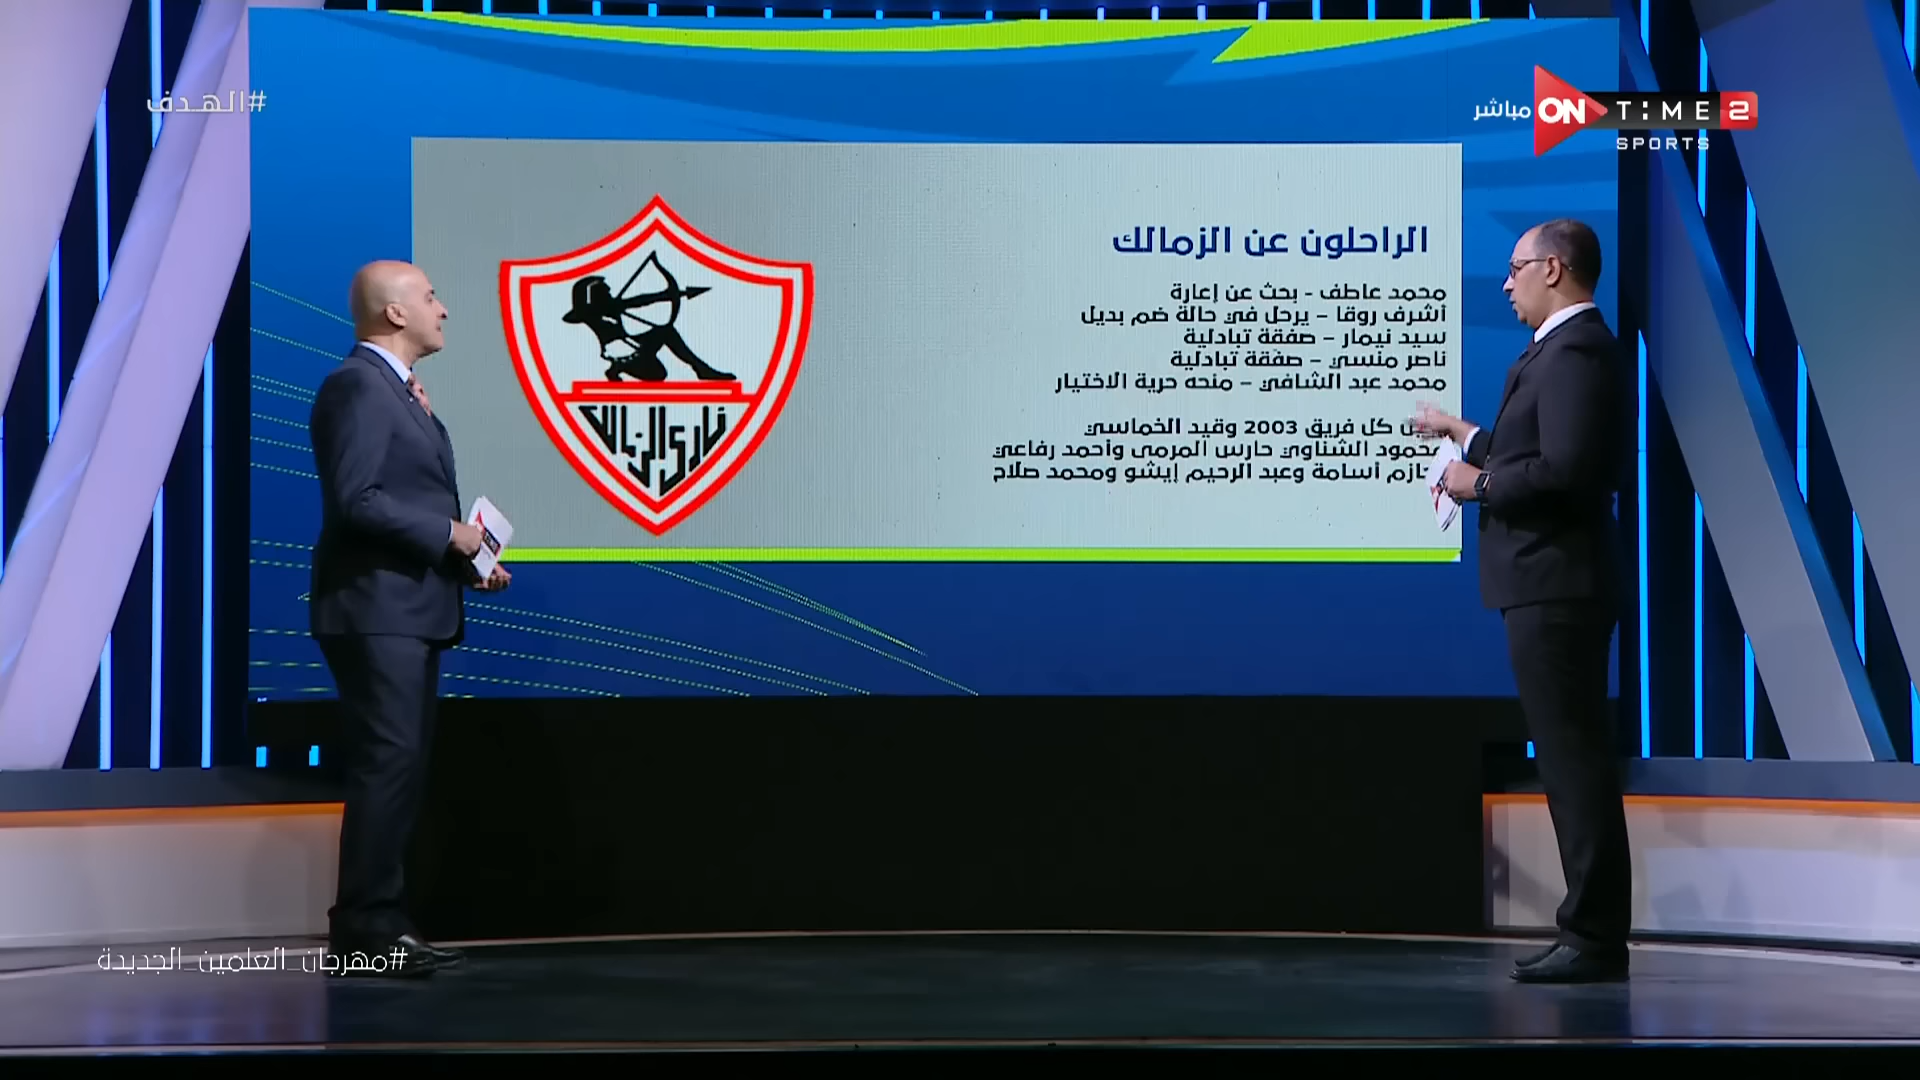 #الهدف
مباشر ON TIME 2
SPORTS
الراحلون عن الزمالك
محمد عاطف - بحث عن إعارة
أشرف روقا – يرحل في حالة ضم بديل
سيد نيمار – صفقة تبادلية
ناصر منسي – صفقة تبادلية
محمد عبد الشافي – منحه حرية الاختيار
كل فريق 2003 وقيد الخماسي
محمود الشناوي حارس المرمى وأحمد رفاعي
أسامة وعبد الرحيم إيشو ومحمد صلاح
نادى الزمالك
#مهرجان_العلمين_الجديدة